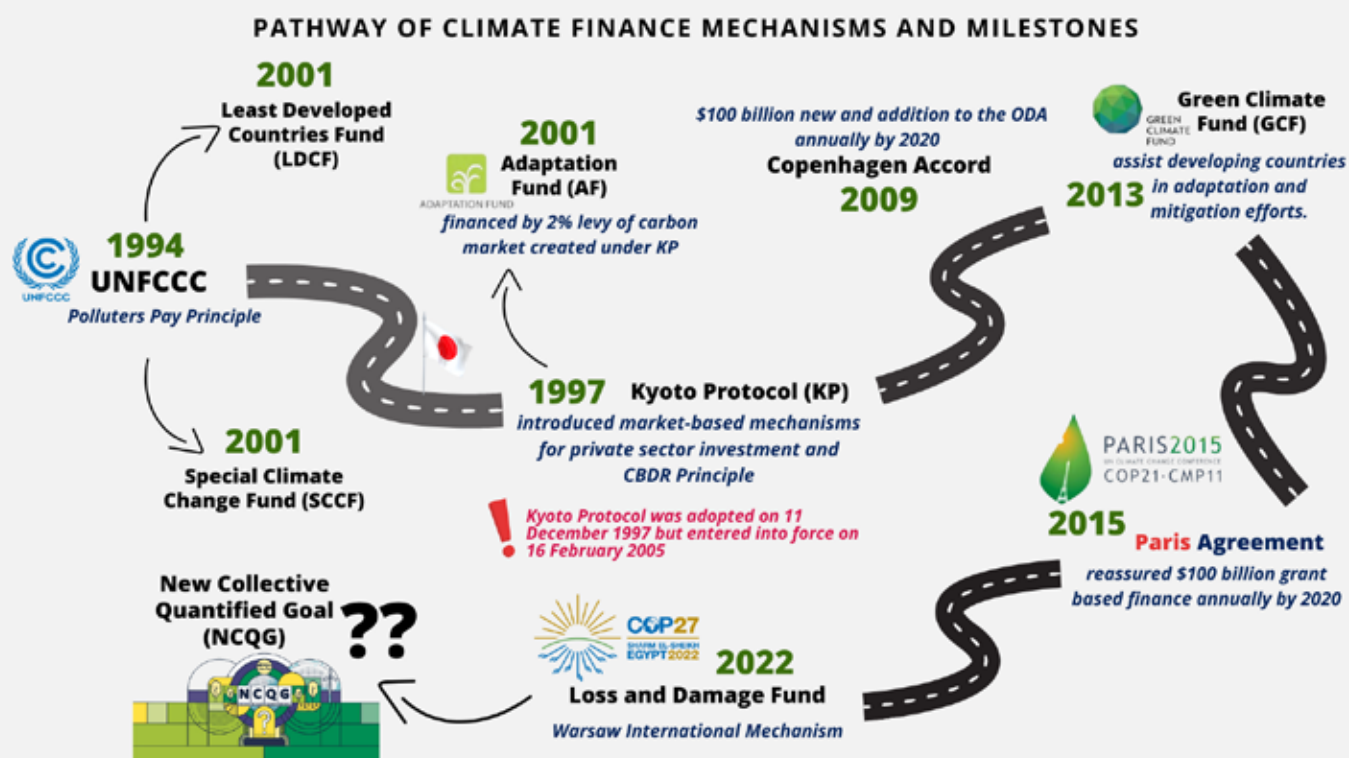 PATHWAY OF CLIMATE FINANCE MECHANISMS AND MILESTONES
2001
Least Developed
Countries Fund
(LDCF)
1994
UNFCCC
UNFCCC
Polluters Pay Principle
2001
Special Climate
Change Fund (SCCF)
2001
Adaptation
Fund (AF)
ADAPTATION FUND
financed by 2% levy of carbon
market created under KP
1997 Kyoto Protocol (KP)
introduced market-based mechanisms
for private sector investment and
CBDR Principle
! Kyoto Protocol was adopted on 11
December 1997 but entered into force on
16 February 2005
$100 billion new and addition to the ODA
annually by 2020
Copenhagen Accord
2009
GREEN
CLIMATE
FUND
Green Climate
Fund (GCF)
2013
assist developing countries
in adaptation and
mitigation efforts.
PARIS2015
UN CLIMATE CHANGE CONFERENCE
COP21·CMP11
2015
Paris Agreement
reassured $100 billion grant
based finance annually by 2020
COP27
SHARM EL-SHEIKH
EGYPT2022
2022
Loss and Damage Fund
Warsaw International Mechanism
New Collective
Quantified Goal
(NCQG)
??
NCQG
?